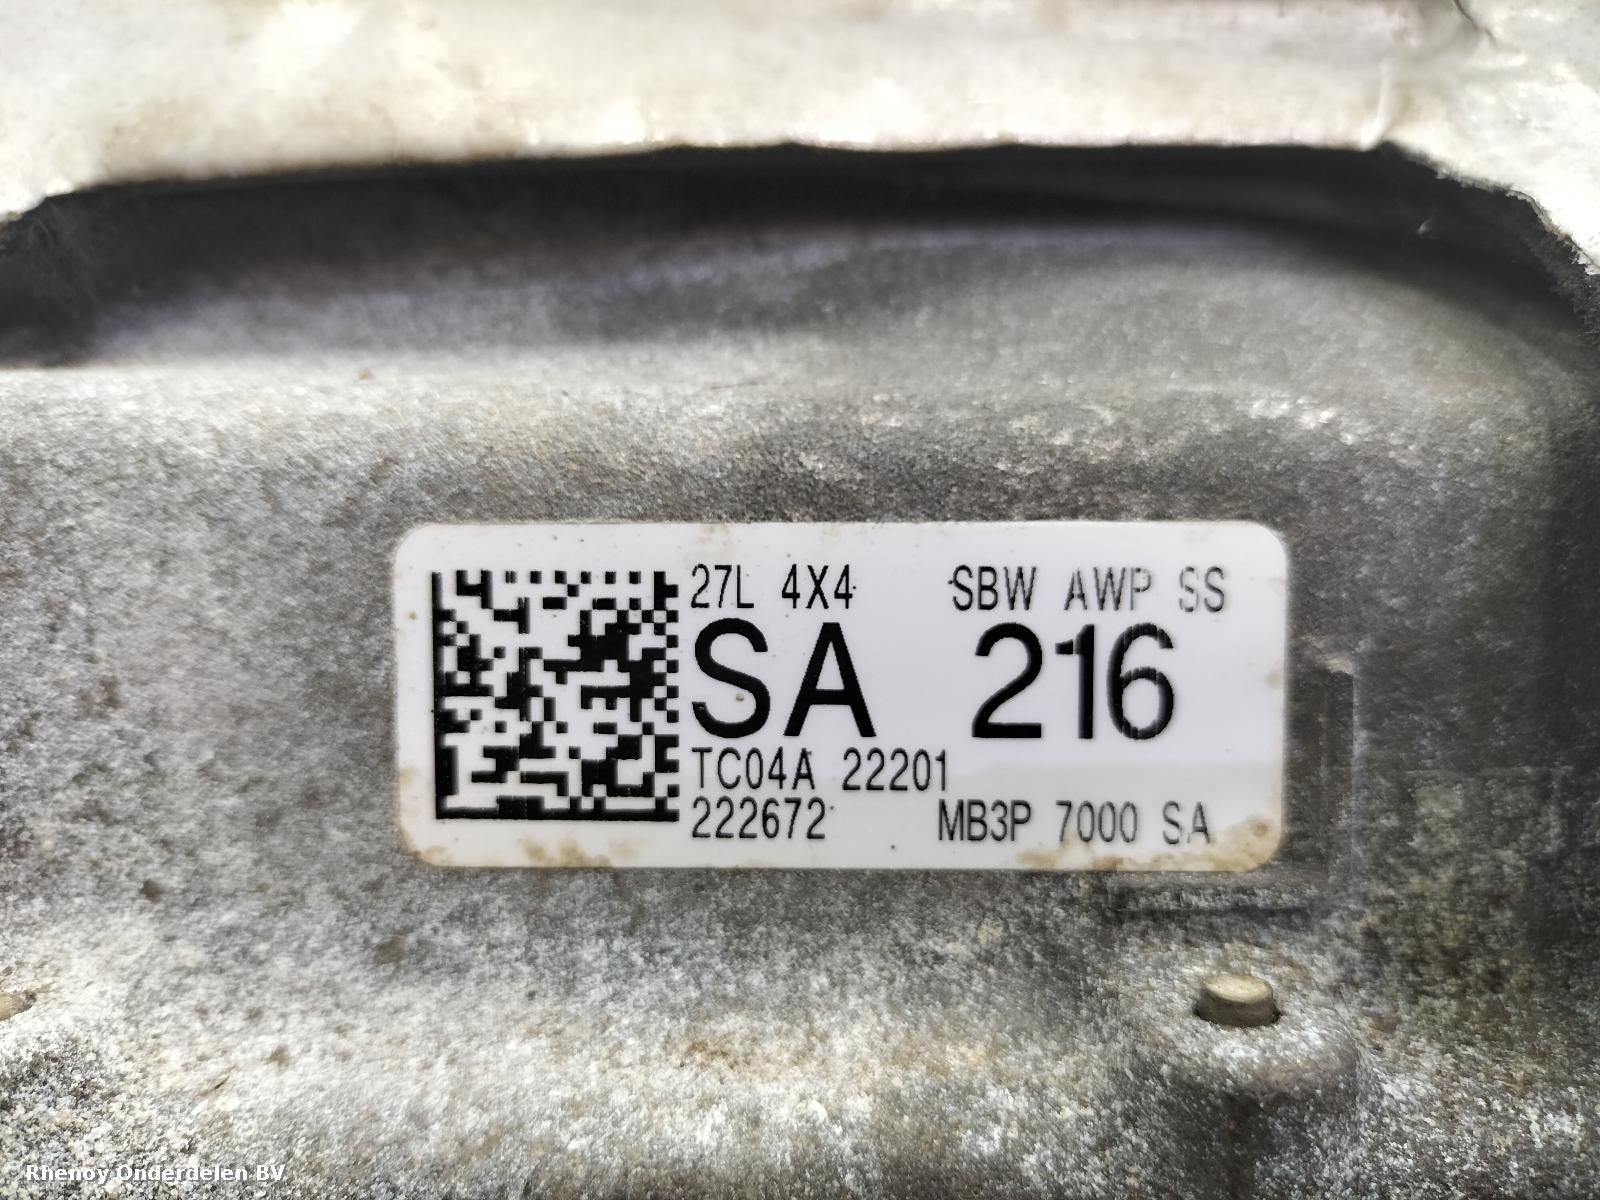 27L 4X4 SBW AWP SS
SA 216
TC04A 22201
222672 MB3P 7000 SA
Rhenoy Onderdelen BV